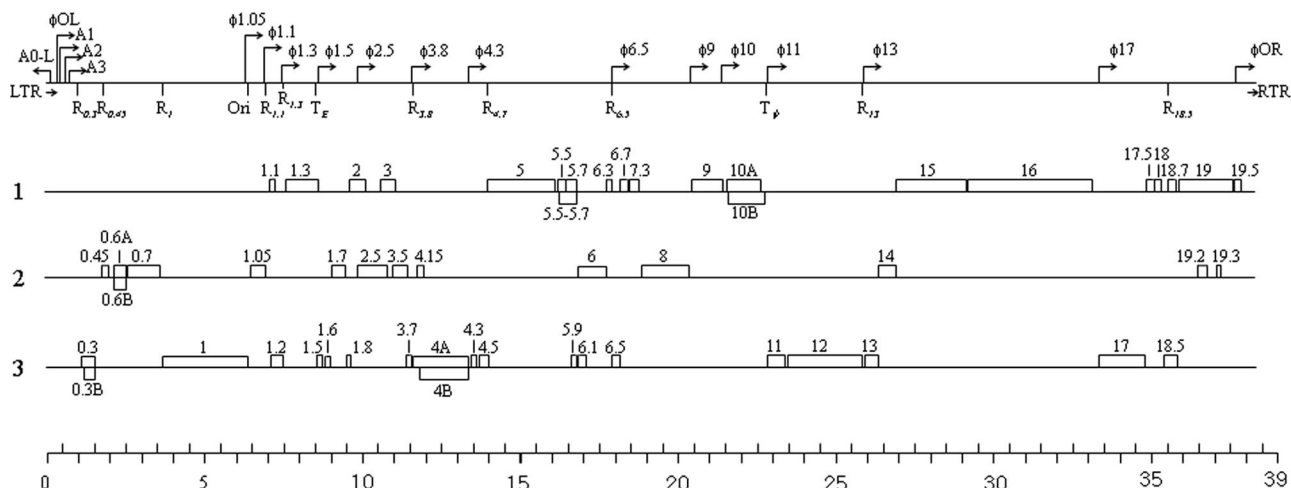 ϕOL ϕ1.05
A1 ϕ1.1
A2 ϕ1.3 ϕ1.5 ϕ2.5 ϕ3.8 ϕ4.3 ϕ6.5 ϕ9 ϕ10 ϕ11 ϕ13 ϕ17 ϕOR
A0-L A3
LTR RTR
R0.3 R0.45 R1 Ori R1.1 R1.3 TE R3.8 R4.7 R6.5 Tϕ R13 R18.5
5.5 6.7 17.5 18
1.1 1.3 2 3 5 5.7 6.3 7.3 9 10A 15 16 18.7 19 19.5
1
5.5-5.7 10B
0.6A
0.45 0.7 1.05 1.7 2.5 3.5 4.15 6 8 14 19.2 19.3
2
0.6B
1.6 3.7 4.3 5.9
0.3 1 1.2 1.5 1.8 4A 4.5 6.1 6.5 11 12 13 17 18.5
3
0.3B 4B
0 5 10 15 20 25 30 35 39